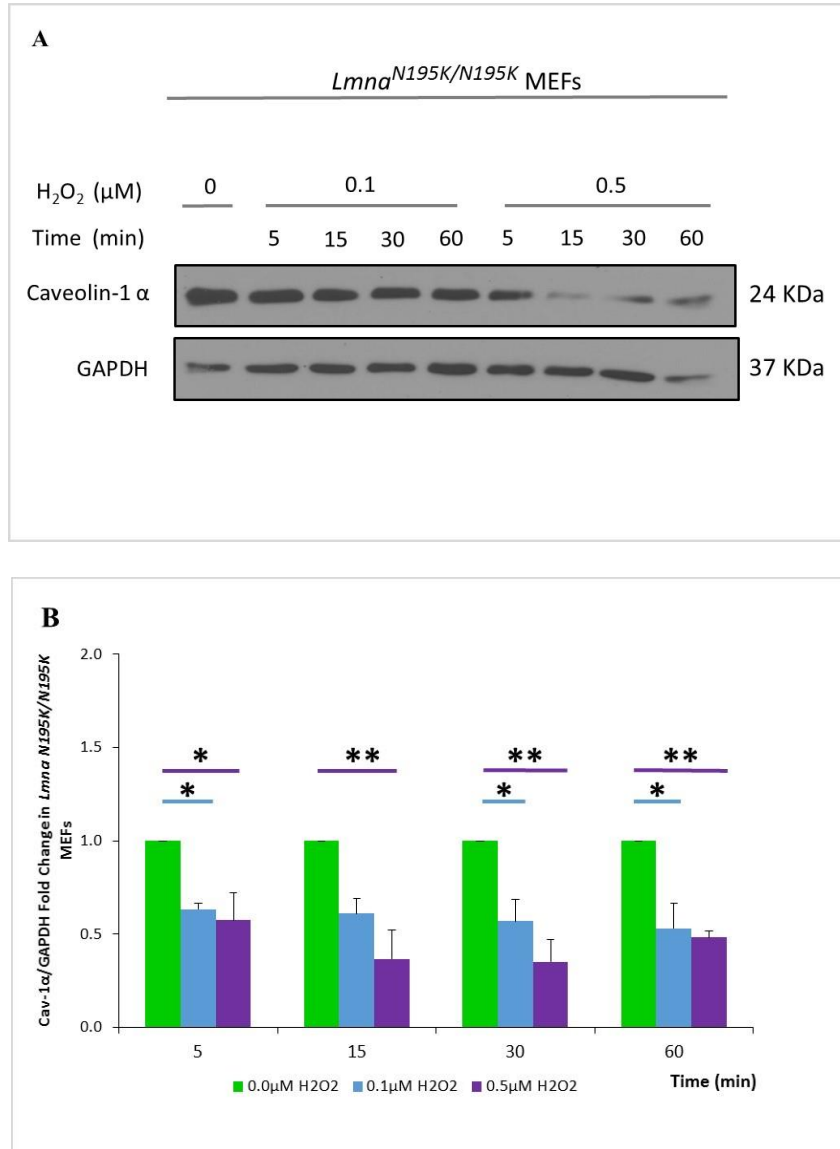 A
Lmna^N195K/N195K MEFs
H₂O₂ (µM) 0 0.1 0.5
Time (min) 5 15 30 60 5 15 30 60
Caveolin-1 α 24 KDa
GAPDH 37 KDa
B
Cav-1α/GAPDH Fold Change in Lmna N195K/N195K
MEFs
2.0
1.5
1.0
0.5
0.0
* ** ** **
* * *
5 15 30 60
Time (min)
0.0µM H2O2 0.1µM H2O2 0.5µM H2O2